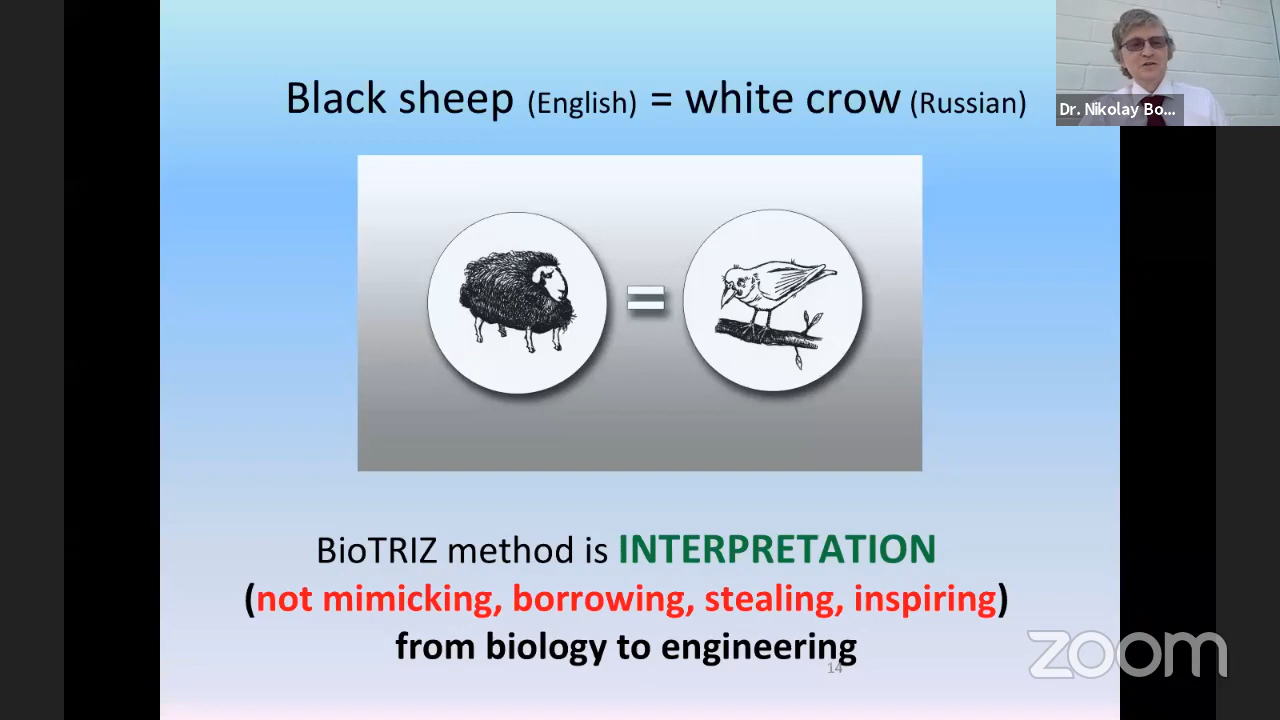 Black sheep (English) = white crow (Russian)
Dr. Nikolay Bo...
=
BioTRIZ method is INTERPRETATION
(not mimicking, borrowing, stealing, inspiring)
from biology to engineering
14
zoom